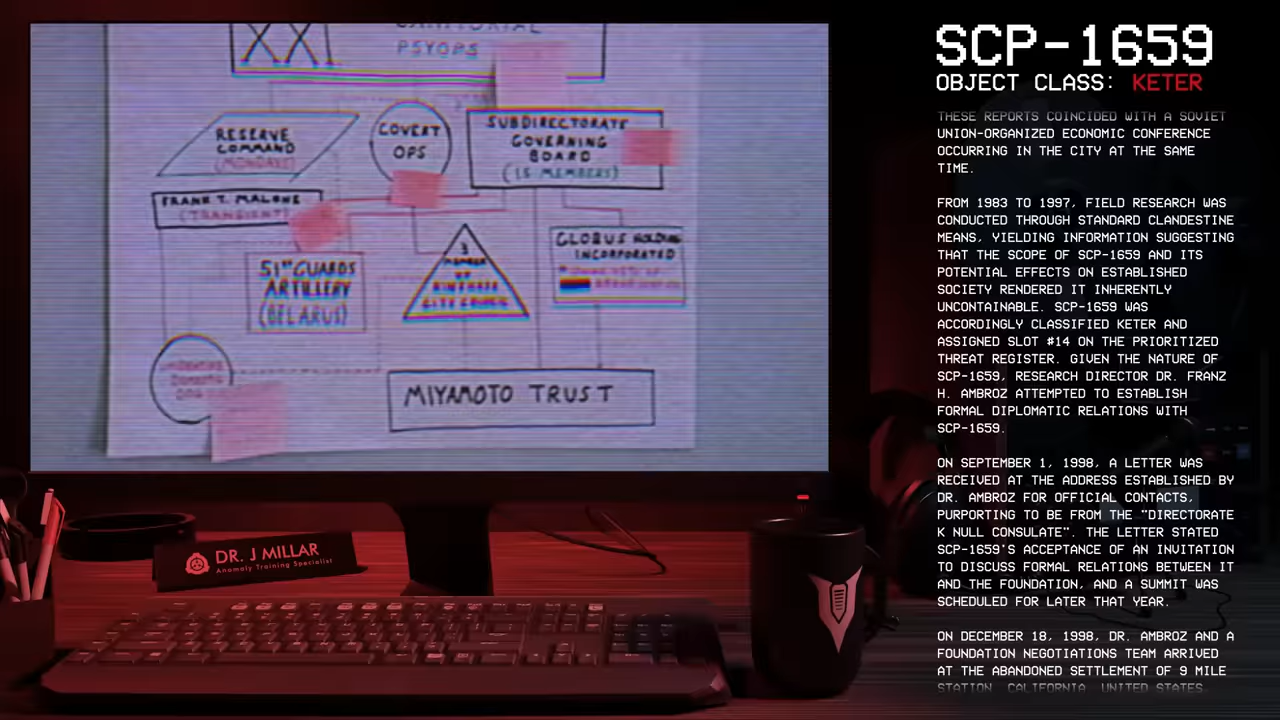 XXI
PSYOPS
RESERVE
COMMAND
(MONDAYS)
COVERT
OPS
SUBDIRECTORATE
GOVERNING
BOARD
(15 MEMBERS)
FRANK T. MALONE
(TRANSIENT)
51ST GUARDS
ARTILLERY
(BELARUS)
3
MEMBER
GLOBUS HOLDING
INCORPORATED
MIYAMOTO TRUST
DR. J MILLAR
Anomaly Training Specialist
SCP-1659
OBJECT CLASS: KETER
THESE REPORTS COINCIDED WITH A SOVIET
UNION-ORGANIZED ECONOMIC CONFERENCE
OCCURRING IN THE CITY AT THE SAME
TIME.
FROM 1983 TO 1997, FIELD RESEARCH WAS
CONDUCTED THROUGH STANDARD CLANDESTINE
MEANS, YIELDING INFORMATION SUGGESTING
THAT THE SCOPE OF SCP-1659 AND ITS
POTENTIAL EFFECTS ON ESTABLISHED
SOCIETY RENDERED IT INHERENTLY
UNCONTAINABLE. SCP-1659 WAS
ACCORDINGLY CLASSIFIED KETER AND
ASSIGNED SLOT #14 ON THE PRIORITIZED
THREAT REGISTER. GIVEN THE NATURE OF
SCP-1659, RESEARCH DIRECTOR DR. FRANZ
H. AMBROZ ATTEMPTED TO ESTABLISH
FORMAL DIPLOMATIC RELATIONS WITH
SCP-1659.
ON SEPTEMBER 1, 1998, A LETTER WAS
RECEIVED AT THE ADDRESS ESTABLISHED BY
DR. AMBROZ FOR OFFICIAL CONTACTS,
PURPORTING TO BE FROM THE "DIRECTORATE
K NULL CONSULATE". THE LETTER STATED
SCP-1659'S ACCEPTANCE OF AN INVITATION
TO DISCUSS FORMAL RELATIONS BETWEEN IT
AND THE FOUNDATION, AND A SUMMIT WAS
SCHEDULED FOR LATER THAT YEAR.
ON DECEMBER 18, 1998, DR. AMBROZ AND A
FOUNDATION NEGOTIATIONS TEAM ARRIVED
AT THE ABANDONED SETTLEMENT OF 9 MILE
STATION, CALIFORNIA, UNITED STATES.